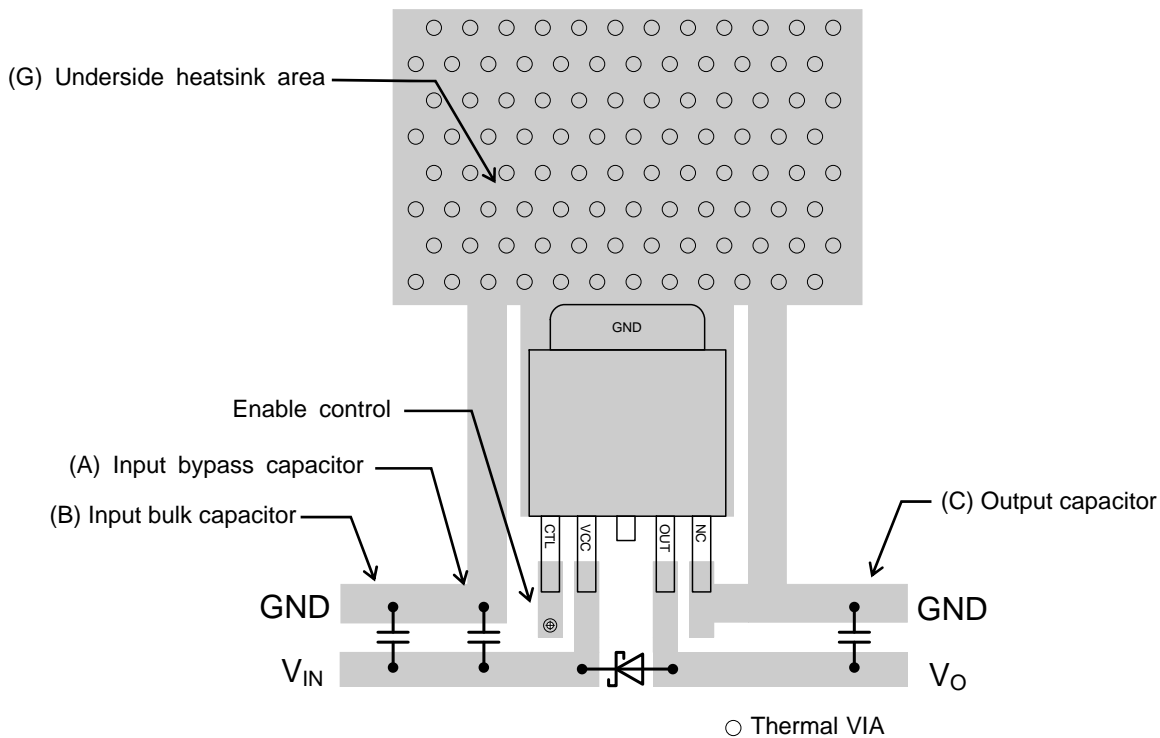 (G) Underside heatsink area
GND
Enable control
(A) Input bypass capacitor
(B) Input bulk capacitor
(C) Output capacitor
CTL
VCC
OUT
NC
GND
GND
VIN
VO
Thermal VIA